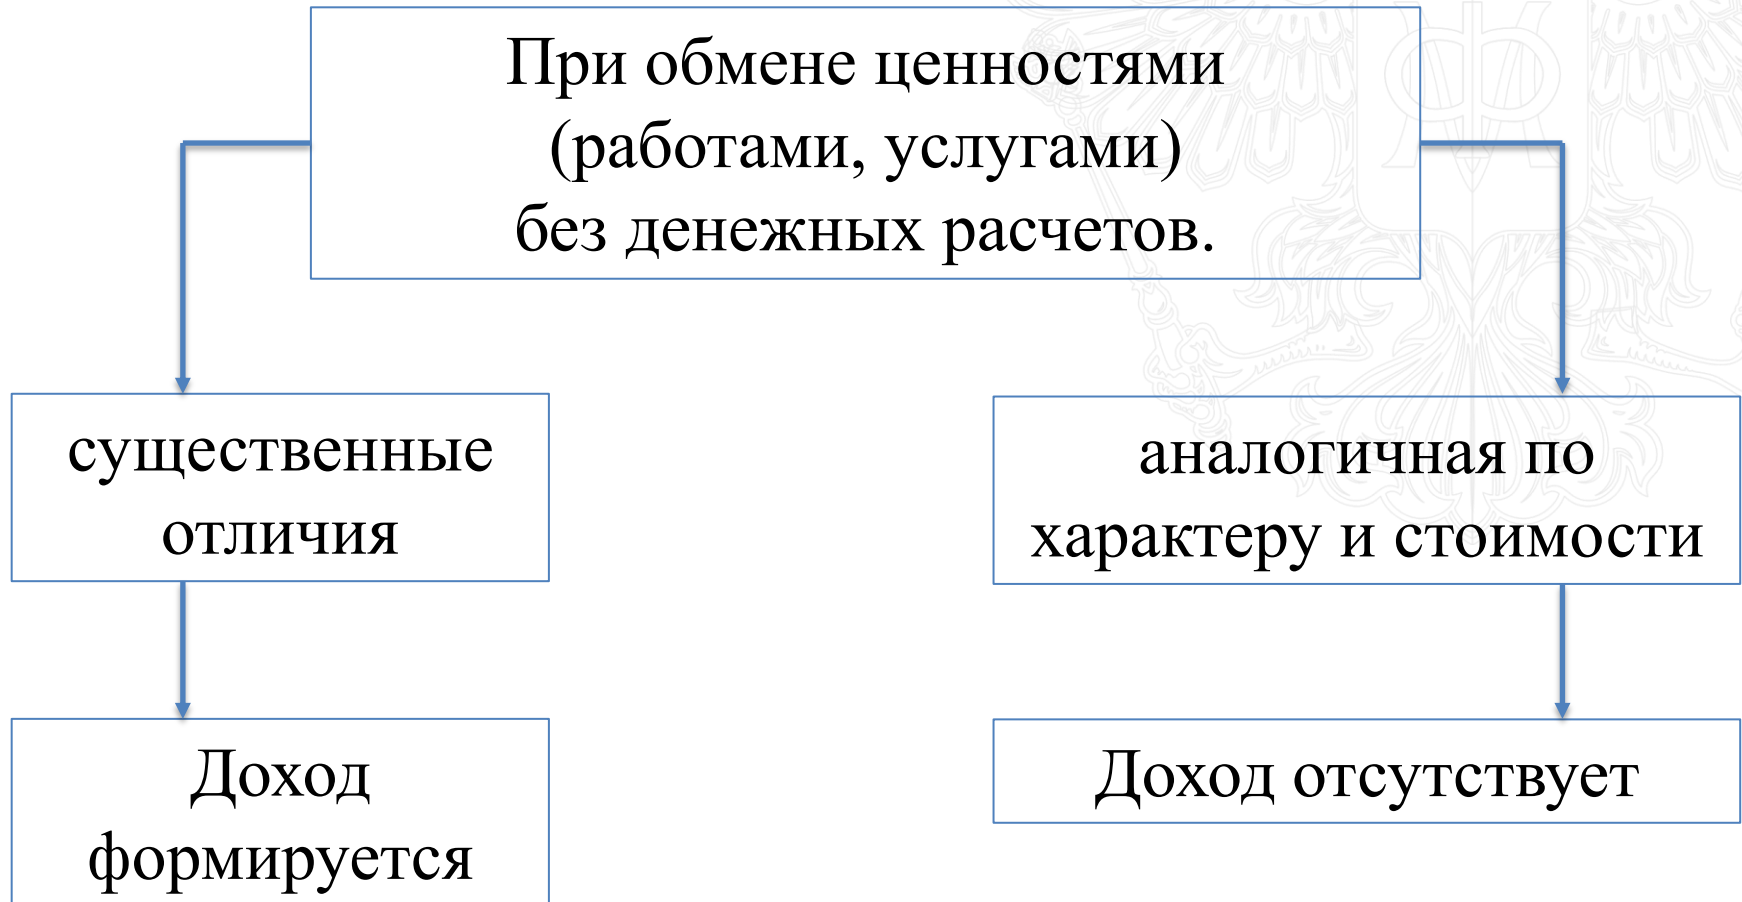 При обмене ценностями
(работами, услугами)
без денежных расчетов.
существенные
отличия
аналогичная по
характеру и стоимости
Доход
формируется
Доход отсутствует